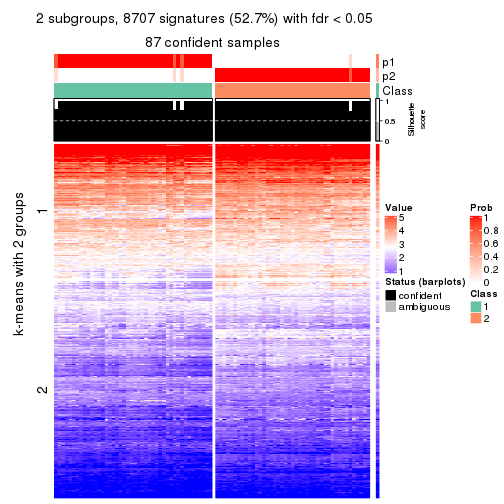 2 subgroups, 8707 signatures (52.7%) with fdr < 0.05
87 confident samples
p1
p2
Class
1
0.5
0
Silhouette
score
k-means with 2 groups
1
2
Value
5
4
3
2
1
Prob
1
0.8
0.6
0.4
0.2
0
Status (barplots)
confident
ambiguous
Class
1
2